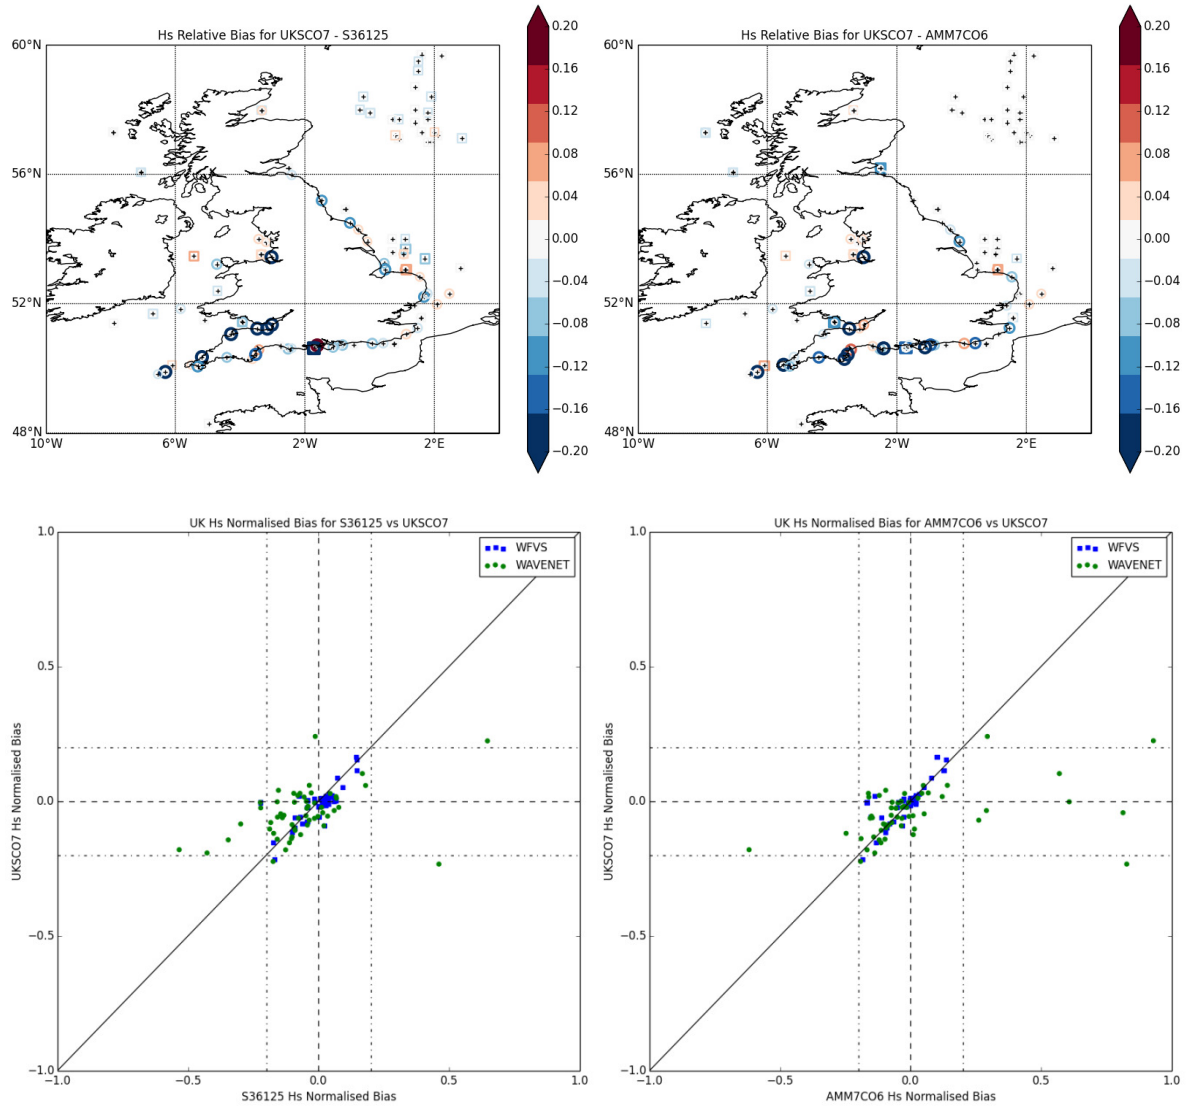 Hs Relative Bias for UKSCO7 - S36125
60°N
56°N
52°N
48°N
10°W
6°W
2°W
2°E
0.20
0.16
0.12
0.08
0.04
0.00
−0.04
−0.08
−0.12
−0.16
−0.20
Hs Relative Bias for UKSCO7 - AMM7CO6
60°N
56°N
52°N
48°N
10°W
6°W
2°W
2°E
0.20
0.16
0.12
0.08
0.04
0.00
−0.04
−0.08
−0.12
−0.16
−0.20
UK Hs Normalised Bias for S36125 vs UKSCO7
WFVS
WAVENET
1.0
0.5
0.0
−0.5
−1.0
UKSCO7 Hs Normalised Bias
−1.0
−0.5
0.0
0.5
1.0
S36125 Hs Normalised Bias
UK Hs Normalised Bias for AMM7CO6 vs UKSCO7
WFVS
WAVENET
1.0
0.5
0.0
−0.5
−1.0
UKSCO7 Hs Normalised Bias
−1.0
−0.5
0.0
0.5
1.0
AMM7CO6 Hs Normalised Bias